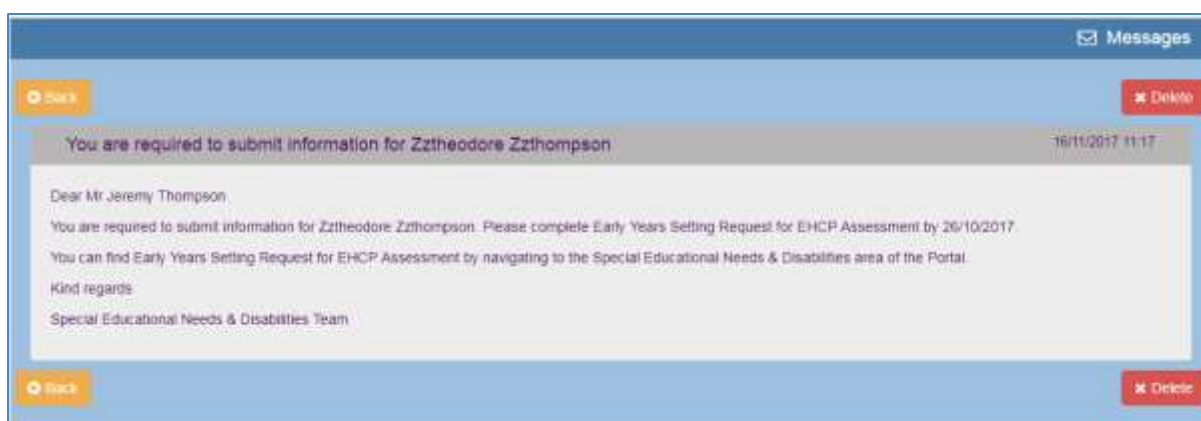 Messages
Back
Delete
You are required to submit information for Zztheodore Zzthompson
16/11/2017 11:17
Dear Mr Jeremy Thompson
You are required to submit information for Zztheodore Zzthompson. Please complete Early Years Setting Request for EHCP Assessment by 26/10/2017.
You can find Early Years Setting Request for EHCP Assessment by navigating to the Special Educational Needs & Disabilities area of the Portal.
Kind regards
Special Educational Needs & Disabilities Team
Back
Delete